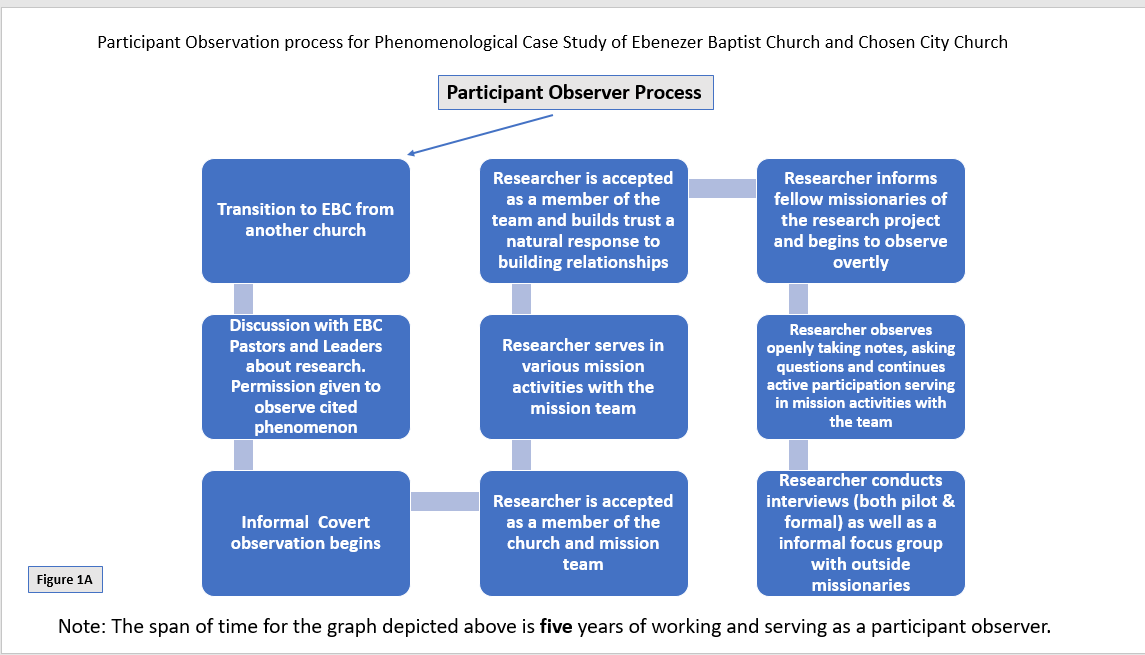 Participant Observation process for Phenomenological Case Study of Ebenezer Baptist Church and Chosen City Church
Participant Observer Process
Transition to EBC from
another church
Discussion with EBC
Pastors and Leaders
about research.
Permission given to
observe cited
phenomenon
Informal  Covert
observation begins
Researcher is accepted
as a member of the
church and mission
team
Researcher serves in
various mission
activities with the
mission team
Researcher is accepted
as a member of the
team and builds trust a
natural response to
building relationships
Researcher informs
fellow missionaries of
the research project
and begins to observe
overtly
Researcher observes
openly taking notes, asking
questions and continues
active participation serving
in mission activities with
the team
Researcher conducts
interviews (both pilot &
formal) as well as a
informal focus group
with outside
missionaries
Figure 1A
Note: The span of time for the graph depicted above is five years of working and serving as a participant observer.